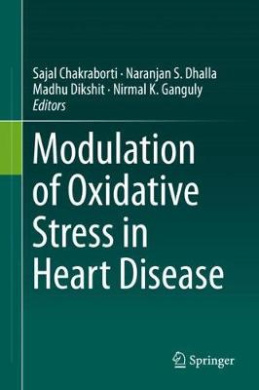 Sajal Chakraborti · Naranjan S. Dhalla
Madhu Dikshit · Nirmal K. Ganguly
Editors
Modulation
of Oxidative
Stress in
Heart Disease
Springer